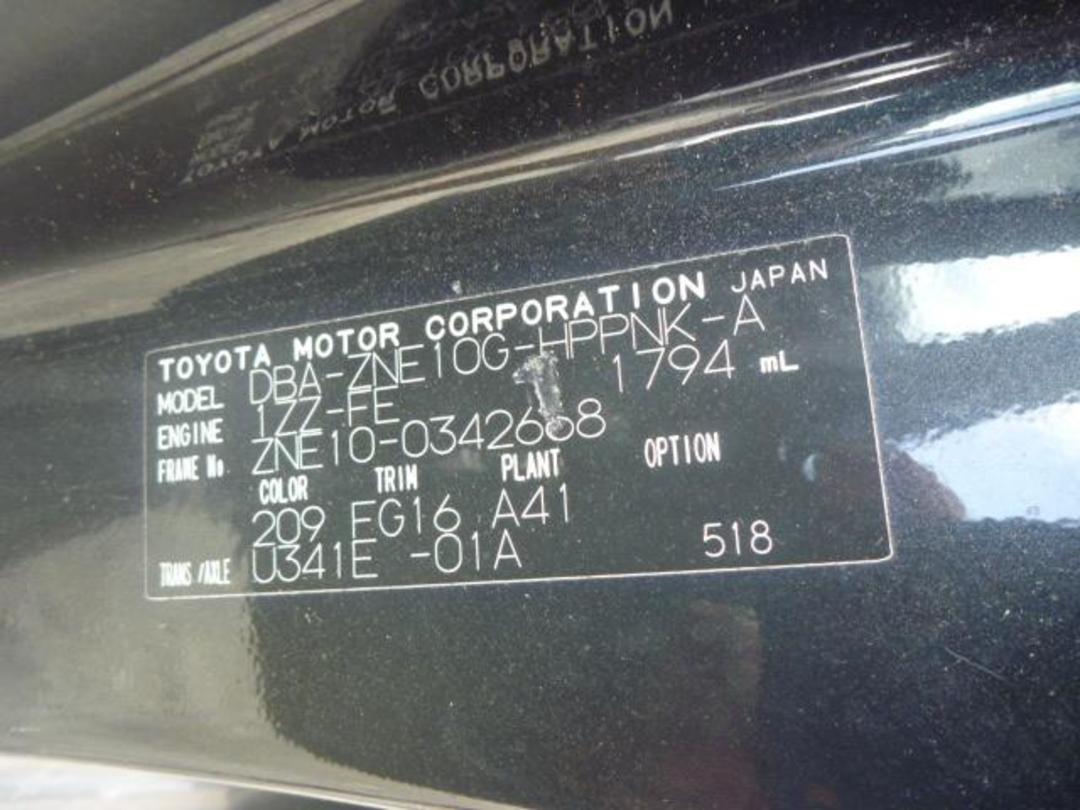 TOYOTA MOTOR CORPORATION JAPAN
MODEL DBA-ZNE10G-HPPNK-A
ENGINE 1ZZ-FE 1794 mL
FRAME No. ZNE10-0342668
COLOR TRIM PLANT OPTION
209 EG16 A41
TRANS/AXLE U341E -01A 518